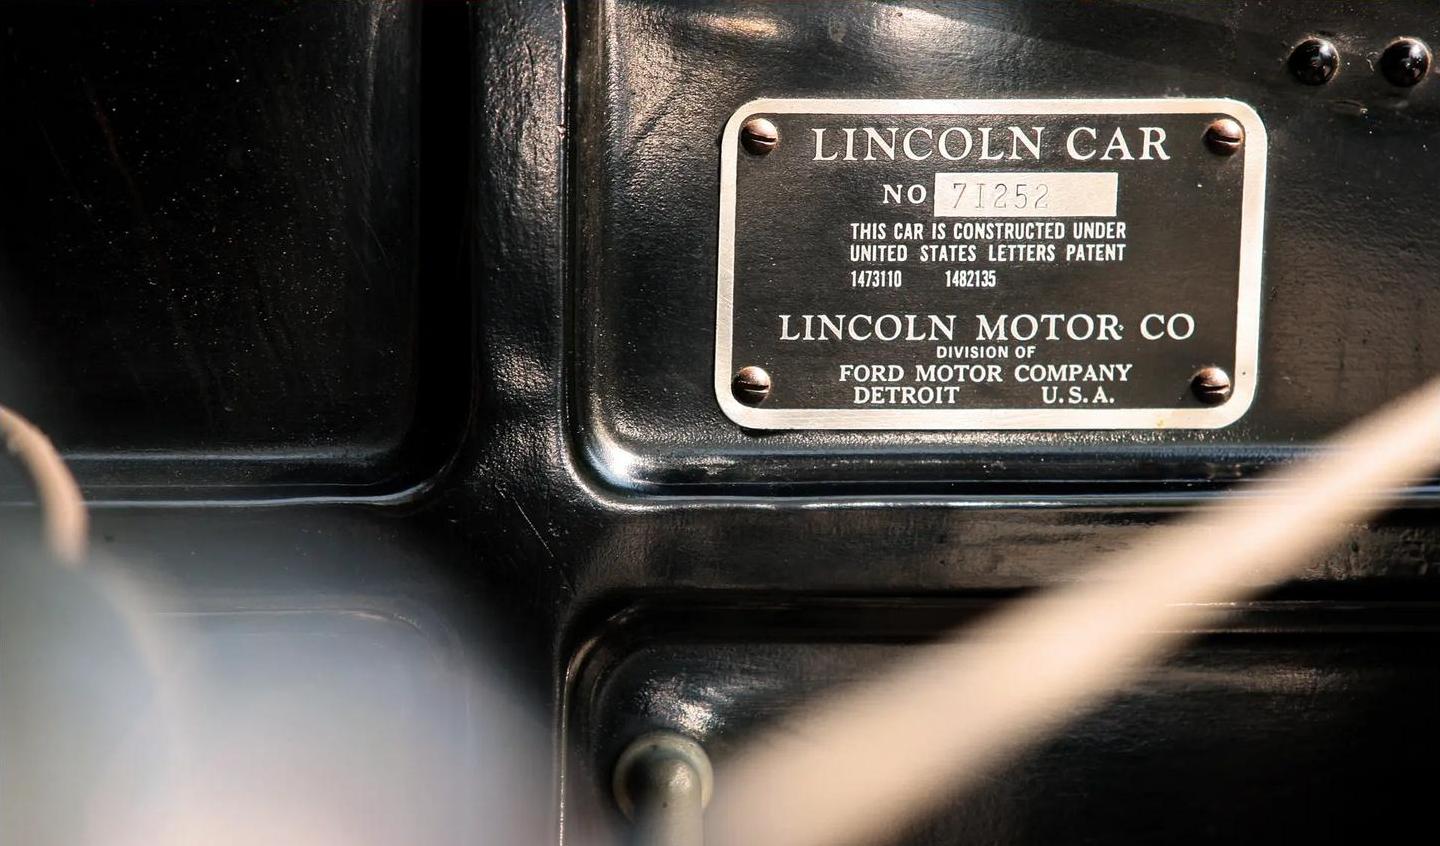 LINCOLN CAR
NO 71252
THIS CAR IS CONSTRUCTED UNDER
UNITED STATES LETTERS PATENT
1473110 1482135
LINCOLN MOTOR CO
DIVISION OF
FORD MOTOR COMPANY
DETROIT U.S.A.